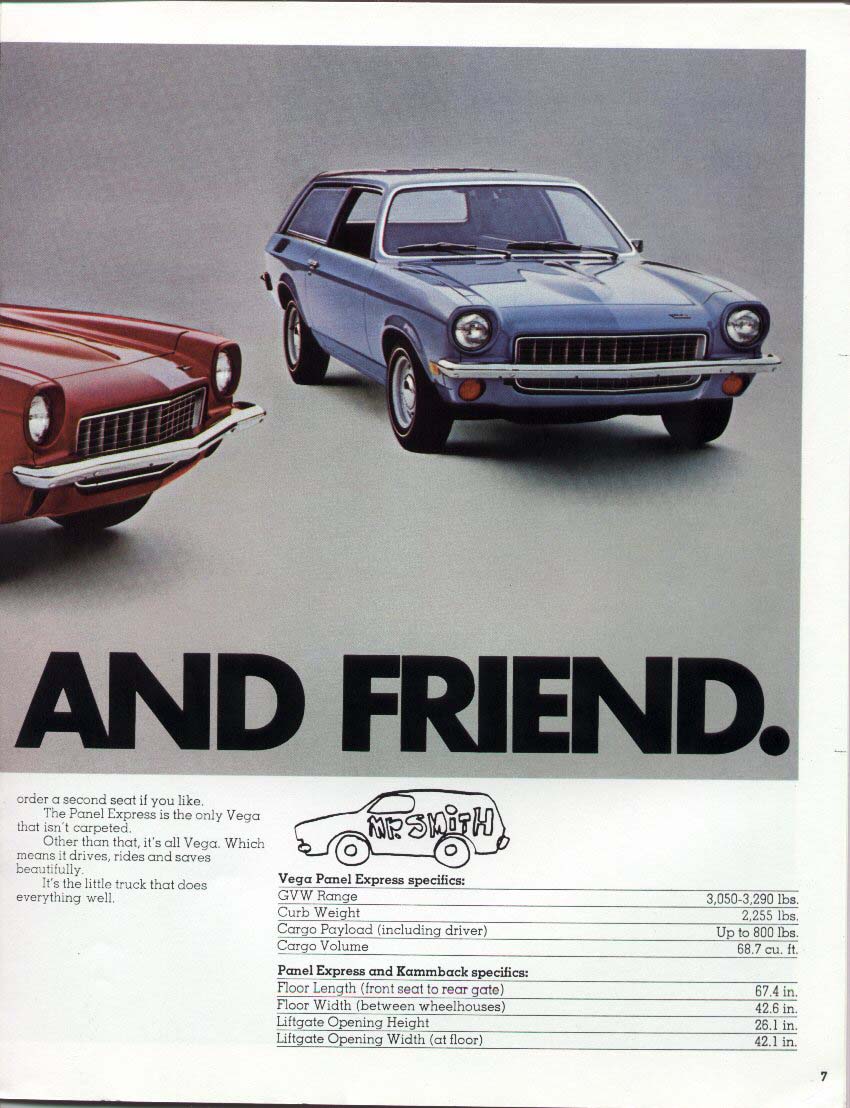 AND FRIEND.
order a second seat if you like.
The Panel Express is the only Vega
that isn't carpeted.
Other than that, it's all Vega. Which
means it drives, rides and saves
beautifully.
It's the little truck that does
everything well.
MR. SMITH
Vega Panel Express specifics:
GVW Range 3,050-3,290 lbs.
Curb Weight 2,255 lbs.
Cargo Payload (including driver) Up to 800 lbs.
Cargo Volume 68.7 cu. ft.
Panel Express and Kammback specifics:
Floor Length (front seat to rear gate) 67.4 in.
Floor Width (between wheelhouses) 42.6 in.
Liftgate Opening Height 26.1 in.
Liftgate Opening Width (at floor) 42.1 in.
7